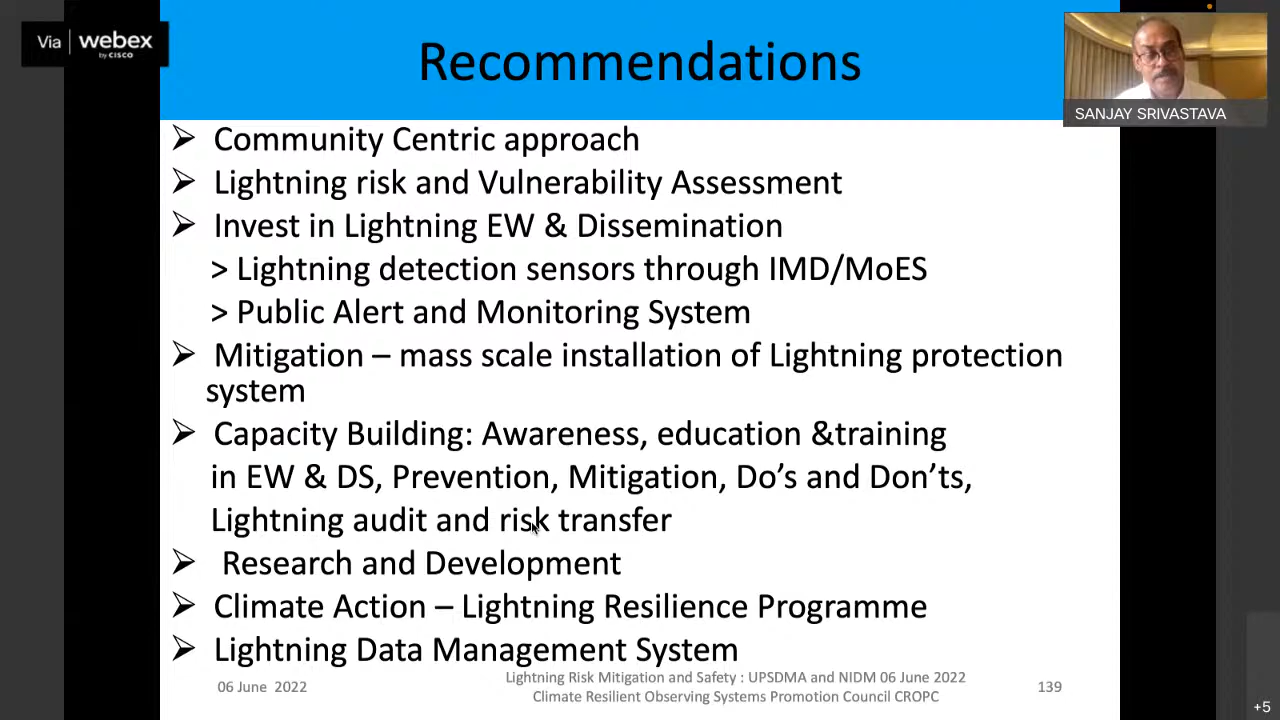 Via webex
by CISCO
Recommendations
SANJAY SRIVASTAVA
➢ Community Centric approach
➢ Lightning risk and Vulnerability Assessment
➢ Invest in Lightning EW & Dissemination
> Lightning detection sensors through IMD/MoES
> Public Alert and Monitoring System
➢ Mitigation – mass scale installation of Lightning protection
system
➢ Capacity Building: Awareness, education &training
in EW & DS, Prevention, Mitigation, Do’s and Don’ts,
Lightning audit and risk transfer
➢ Research and Development
➢ Climate Action – Lightning Resilience Programme
➢ Lightning Data Management System
06 June 2022
Lightning Risk Mitigation and Safety : UPSDMA and NIDM 06 June 2022
Climate Resilient Observing Systems Promotion Council CROPC
139
+5